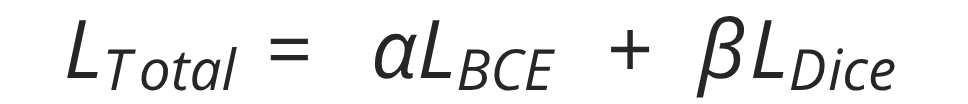 L_Total = αL_BCE + βL_Dice